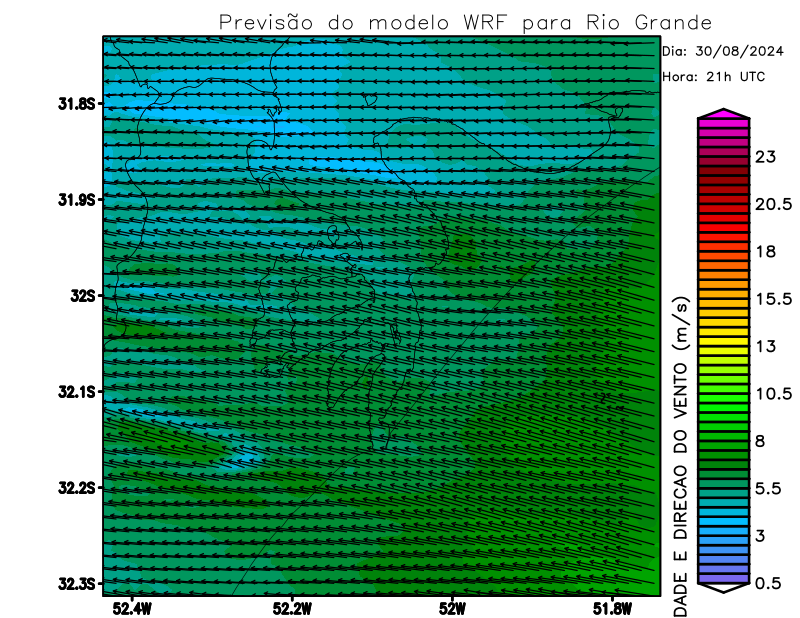 Previsão do modelo WRF para Rio Grande
Dia: 30/08/2024
Hora: 21h UTC
31.8S
31.9S
32S
32.1S
32.2S
32.3S
52.4W
52.2W
52W
51.8W
23
20.5
18
15.5
13
10.5
8
5.5
3
0.5
DADE E DIRECAO DO VENTO (m/s)